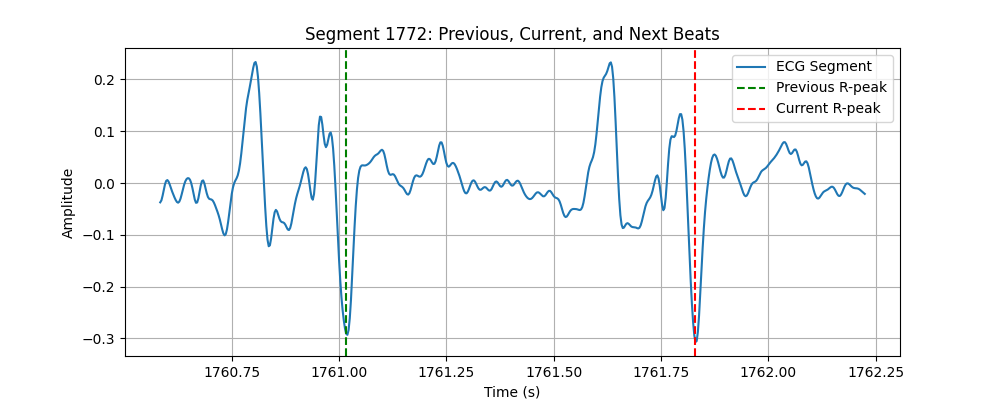 Segment 1772: Previous, Current, and Next Beats
ECG Segment
Previous R-peak
Current R-peak
Amplitude
0.2
0.1
0.0
−0.1
−0.2
−0.3
1760.75 1761.00 1761.25 1761.50 1761.75 1762.00 1762.25
Time (s)